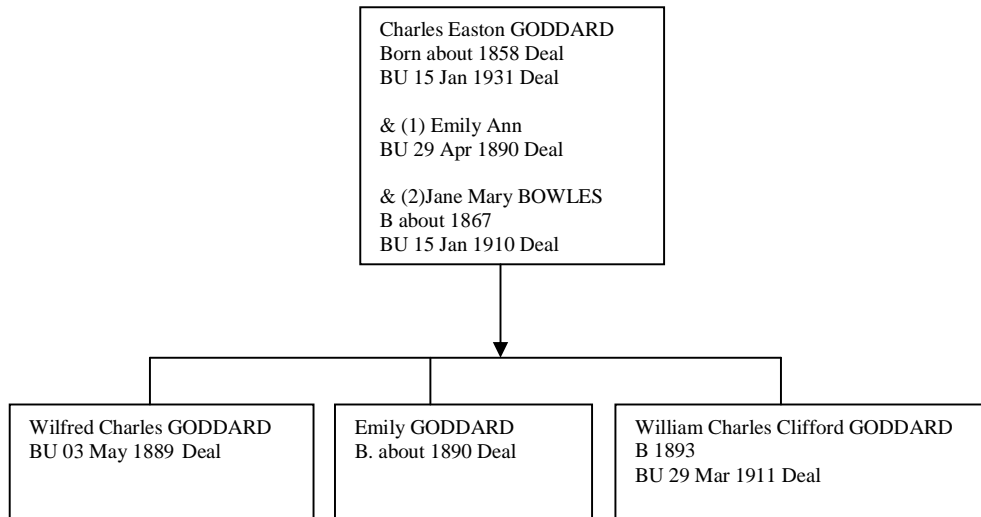 Charles Easton GODDARD
Born about 1858 Deal
BU 15 Jan 1931 Deal
& (1) Emily Ann
BU 29 Apr 1890 Deal
& (2)Jane Mary BOWLES
B about 1867
BU 15 Jan 1910 Deal
Wilfred Charles GODDARD
BU 03 May 1889 Deal
Emily GODDARD
B. about 1890 Deal
William Charles Clifford GODDARD
B 1893
BU 29 Mar 1911 Deal